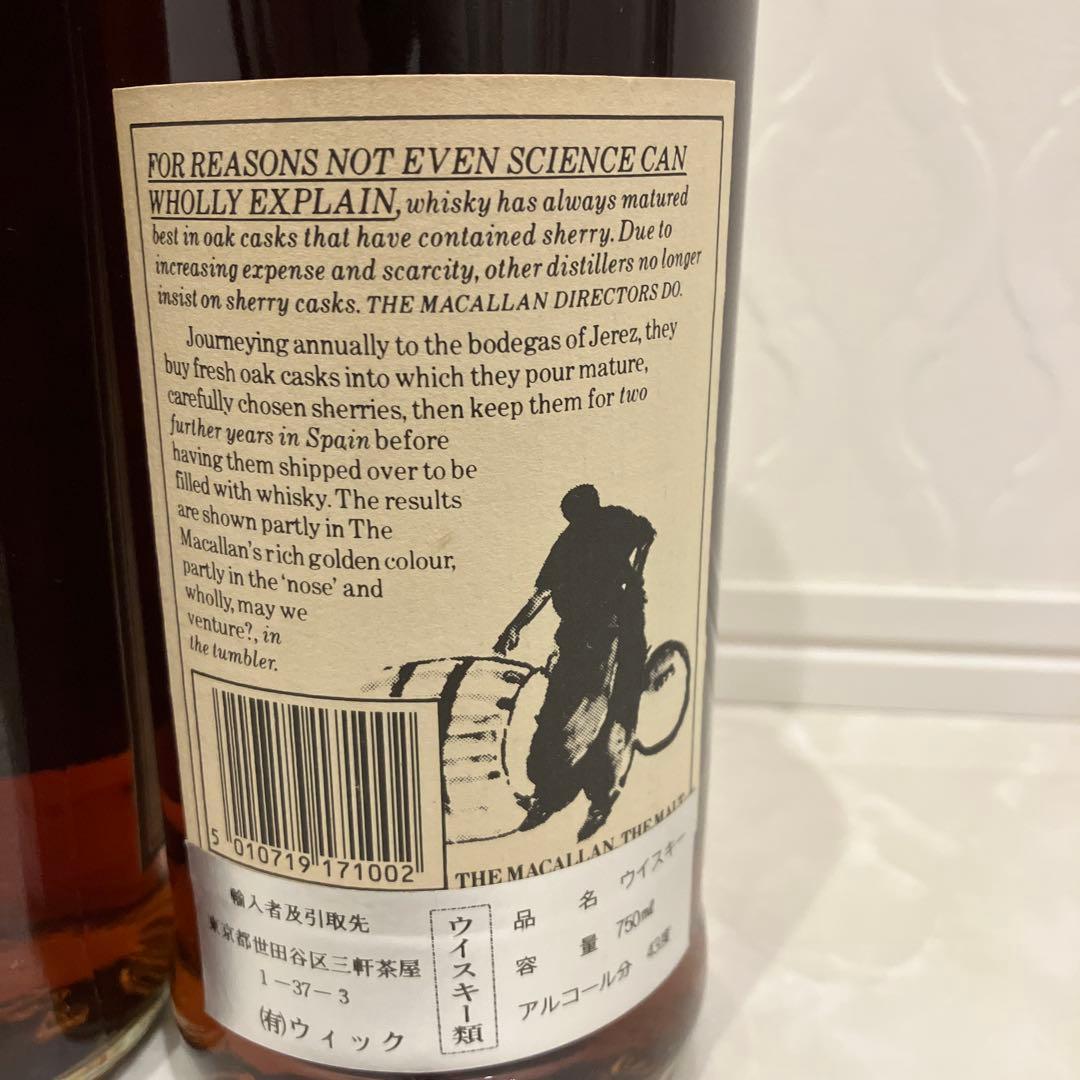 FOR REASONS NOT EVEN SCIENCE CAN
WHOLLY EXPLAIN, whisky has always matured
best in oak casks that have contained sherry. Due to
increasing expense and scarcity, other distillers no longer
insist on sherry casks. THE MACALLAN DIRECTORS DO.
Journeying annually to the bodegas of Jerez, they
buy fresh oak casks into which they pour mature,
carefully chosen sherries, then keep them for two
further years in Spain before
having them shipped over to be
filled with whisky. The results
are shown partly in The
Macallan's rich golden colour,
partly in the 'nose' and
wholly, may we
venture?, in
the tumbler.
5 010719 171002
THE MACALLAN. THE MALT.
輸入者及引取先
東京都世田谷区三軒茶屋
1-37-3
㈲ウィック
ウイスキー類
品名 ウイスキー
容量 750㎖
アルコール分 43度